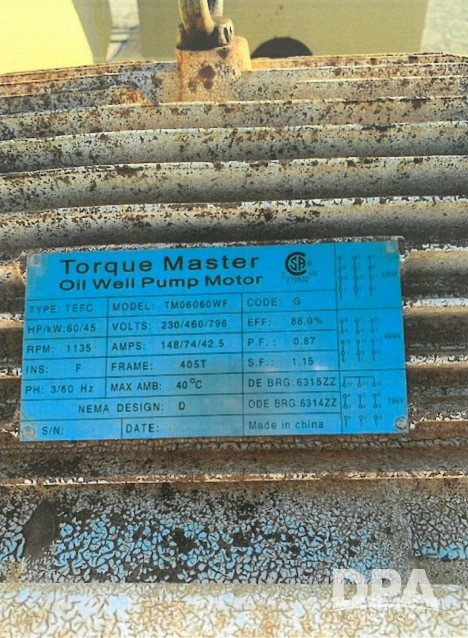 Torque Master
Oil Well Pump Motor
TYPE: TEFC MODEL: TM06060WF CODE: G
HP/kW: 60/45 VOLTS: 230/460/796 EFF: 88.0%
RPM: 1135 AMPS: 148/74/42.5 P.F.: 0.87
INS: F FRAME: 405T S.F.: 1.15
PH: 3/60 Hz MAX AMB: 40°C DE BRG: 6315ZZ
NEMA DESIGN: D ODE BRG: 6314ZZ
S/N: DATE: Made in china
796V
DPA